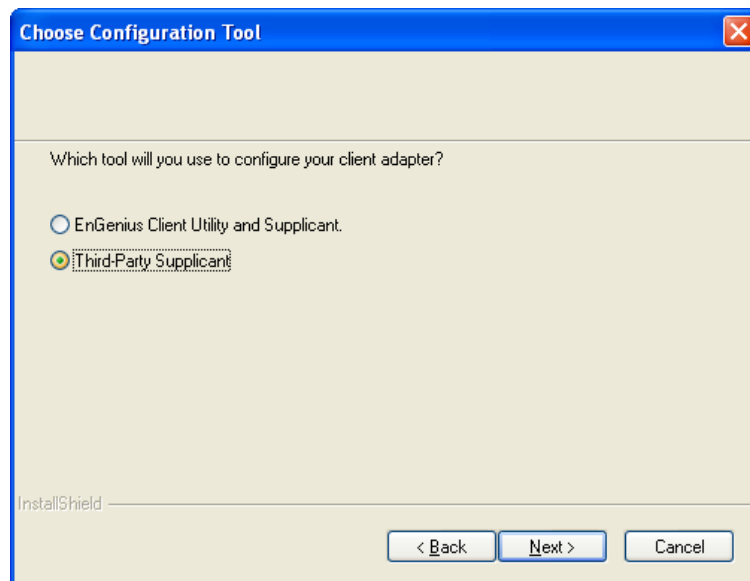 Choose Configuration Tool
Which tool will you use to configure your client adapter?
EnGenius Client Utility and Supplicant.
Third-Party Supplicant
InstallShield
< Back
Next >
Cancel